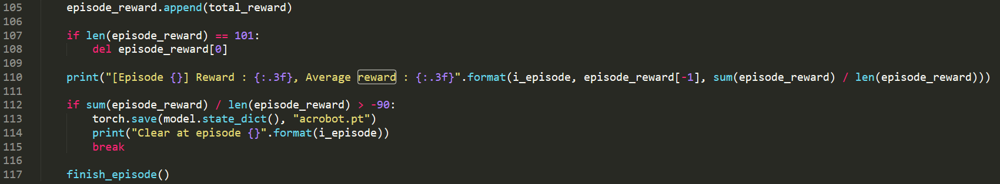 105 episode_reward.append(total_reward)
106
107 if len(episode_reward) == 101:
108 del episode_reward[0]
109
110 print("[Episode {}] Reward : {:.3f}, Average reward : {:.3f}".format(i_episode, episode_reward[-1], sum(episode_reward) / len(episode_reward)))
111
112 if sum(episode_reward) / len(episode_reward) > -90:
113 torch.save(model.state_dict(), "acrobot.pt")
114 print("Clear at episode {}".format(i_episode))
115 break
116
117 finish_episode()